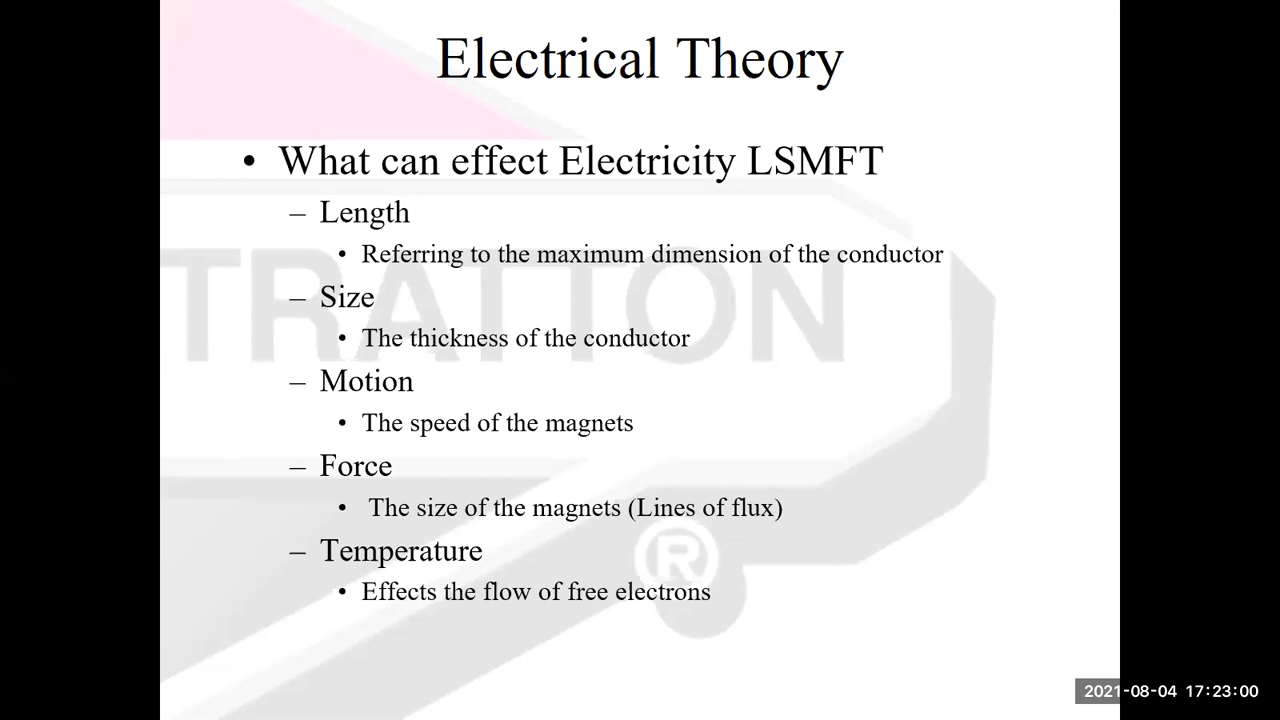 Electrical Theory
• What can effect Electricity LSMFT
– Length
• Referring to the maximum dimension of the conductor
– Size
• The thickness of the conductor
– Motion
• The speed of the magnets
– Force
• The size of the magnets (Lines of flux)
– Temperature
• Effects the flow of free electrons
TRATTON
®
2021-08-04 17:23:00